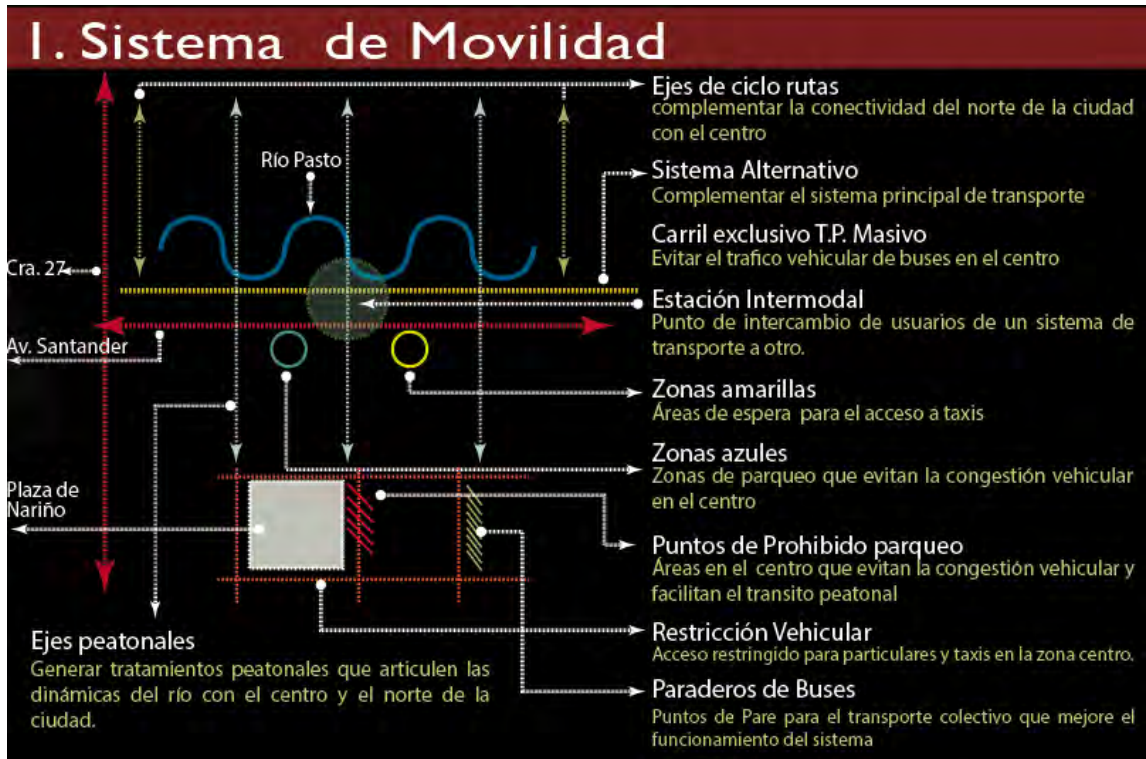 1. Sistema de Movilidad
Ejes de ciclo rutas
complementar la conectividad del norte de la ciudad
con el centro
Río Pasto
Sistema Alternativo
Complementar el sistema principal de transporte
Carril exclusivo T.P. Masivo
Evitar el trafico vehicular de buses en el centro
Cra. 27
Estación Intermodal
Punto de intercambio de usuarios de un sistema de
transporte a otro.
Av. Santander
Zonas amarillas
Áreas de espera para el acceso a taxis
Zonas azules
Zonas de parqueo que evitan la congestión vehicular
en el centro
Plaza de
Nariño
Puntos de Prohibido parqueo
Áreas en el centro que evitan la congestión vehicular y
facilitan el transito peatonal
Restricción Vehicular
Acceso restringido para particulares y taxis en la zona centro.
Paraderos de Buses
Puntos de Pare para el transporte colectivo que mejore el
funcionamiento del sistema
Ejes peatonales
Generar tratamientos peatonales que articulen las
dinámicas del río con el centro y el norte de la
ciudad.